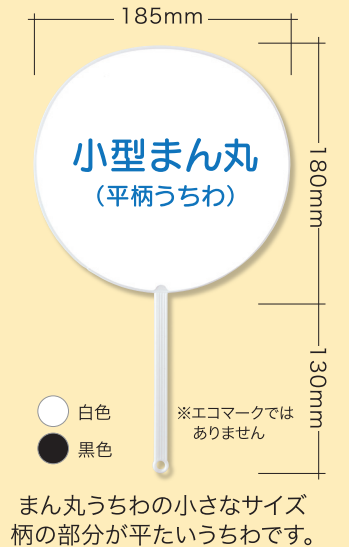 185mm
小型まん丸
（平柄うちわ）
180mm
130mm
白色
黒色
※エコマークでは
ありません
まん丸うちわの小さなサイズ
柄の部分が平たいうちわです。